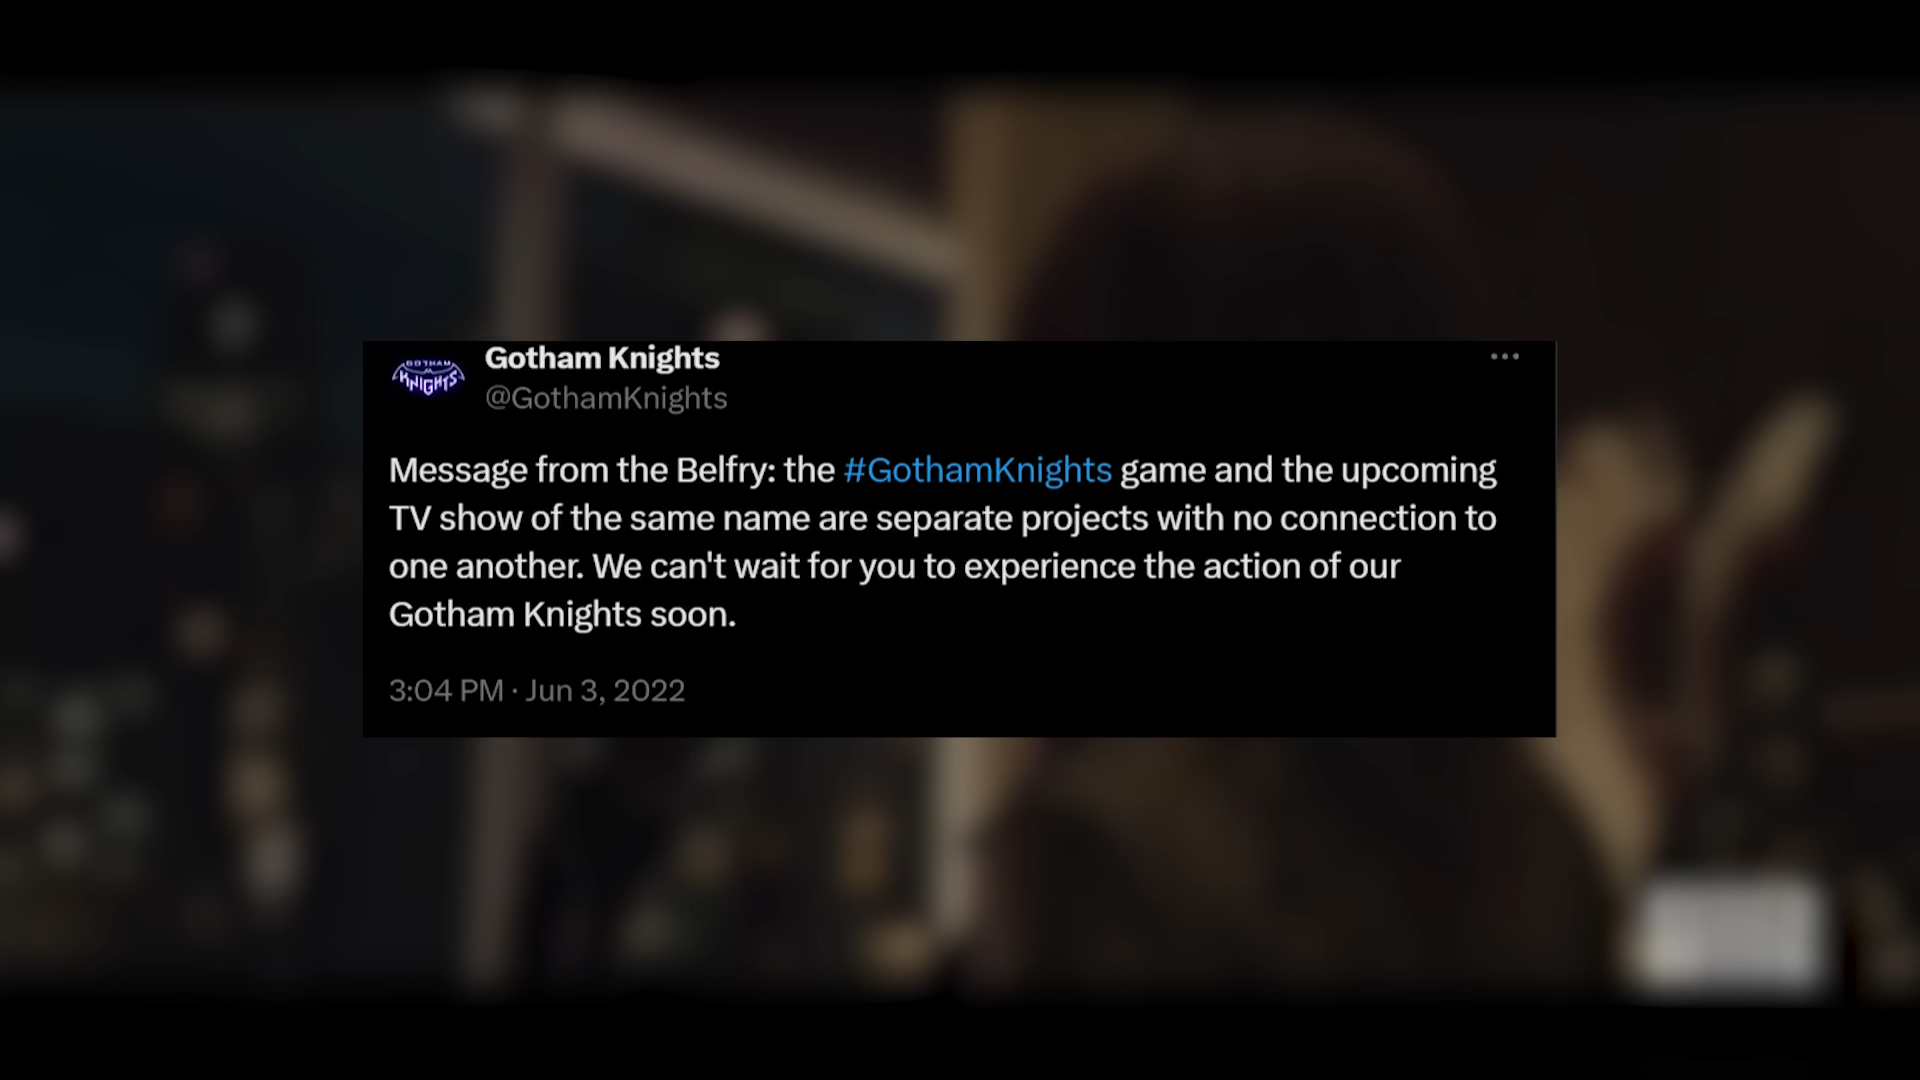 GOTHAM
KNIGHTS
Gotham Knights
@GothamKnights
Message from the Belfry: the #GothamKnights game and the upcoming
TV show of the same name are separate projects with no connection to
one another. We can't wait for you to experience the action of our
Gotham Knights soon.
3:04 PM · Jun 3, 2022